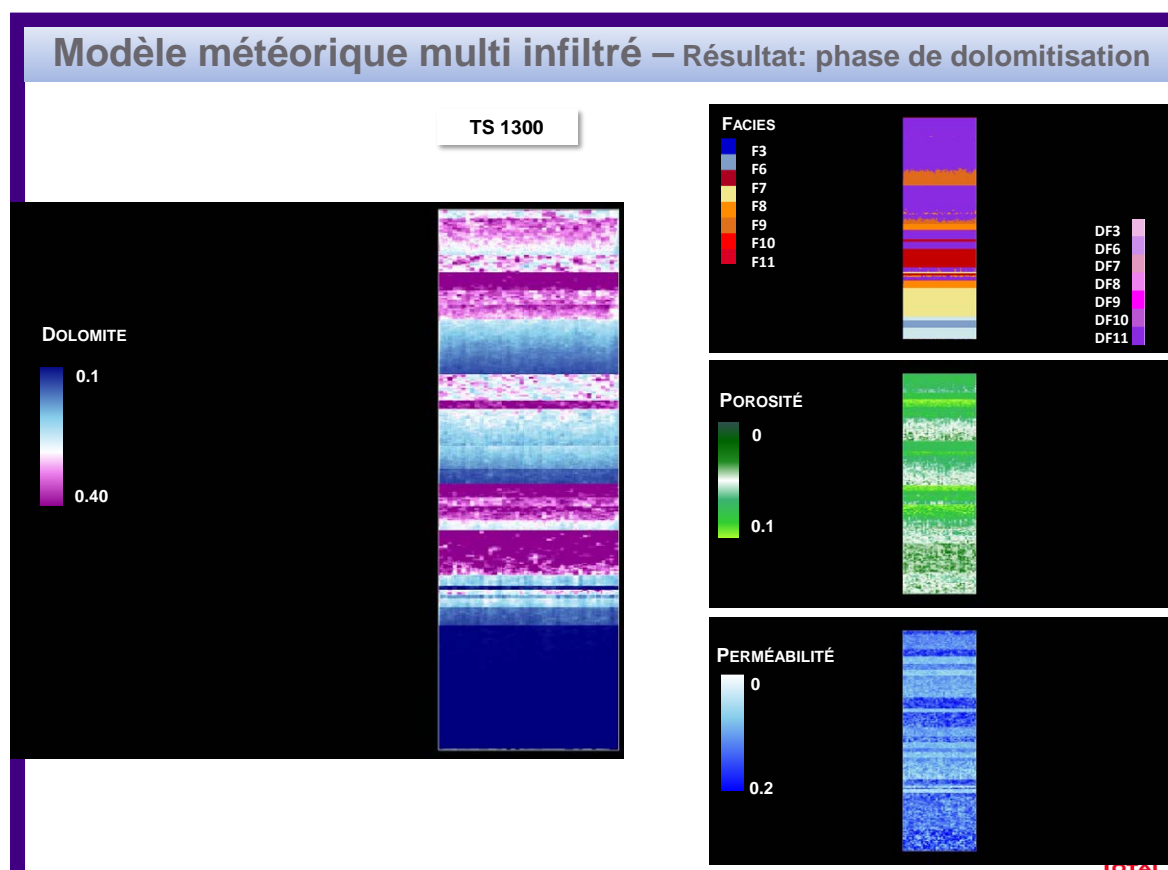 Modèle météorique multi infiltré – Résultat: phase de dolomitisation
TS 1300
DOLOMITE
0.1
0.40
FACIES
F3
F6
F7
F8
F9
F10
F11
DF3
DF6
DF7
DF8
DF9
DF10
DF11
POROSITÉ
0
0.1
PERMÉABILITÉ
0
0.2